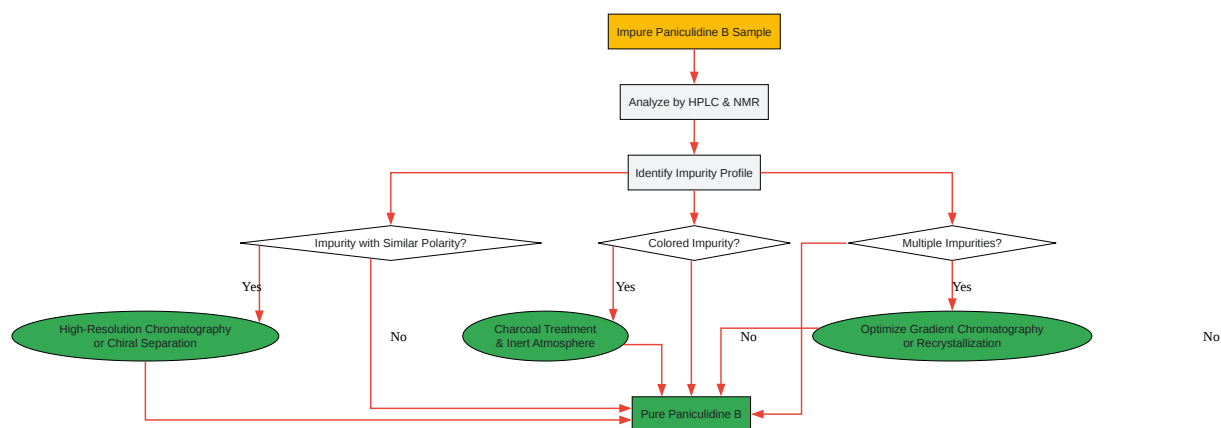 Impure Paniculidine B Sample
Analyze by HPLC & NMR
Identify Impurity Profile
Impurity with Similar Polarity?
Colored Impurity?
Multiple Impurities?
Yes
Yes
Yes
High-Resolution Chromatography
or Chiral Separation
No
Charcoal Treatment
& Inert Atmosphere
No
Optimize Gradient Chromatography
or Recrystallization
No
Pure Paniculidine B